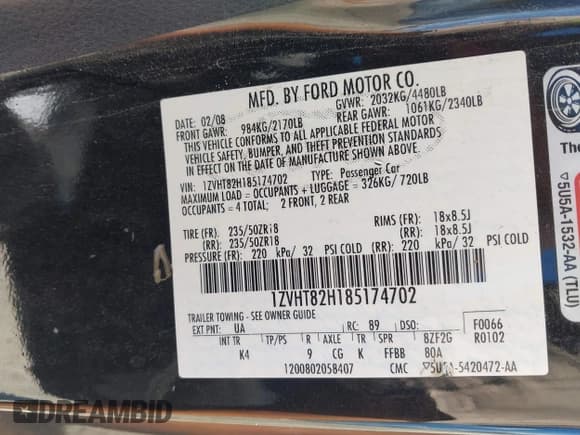 MFD. BY FORD MOTOR CO.
02/08 GVWR: 2032KG/4480LB
FRONT GAWR: 984KG/2170LB REAR GAWR: 1061KG/2340LB
THIS VEHICLE CONFORMS TO ALL APPLICABLE FEDERAL MOTOR
VEHICLE SAFETY, BUMPER, AND THEFT PREVENTION STANDARDS
IN EFFECT ON THE DATE OF MANUFACTURE SHOWN ABOVE.
VIN: 1ZVHT82H185174702 TYPE: Passenger Car
MAXIMUM LOAD = OCCUPANTS + LUGGAGE = 326KG/720LB
OCCUPANTS = 4 TOTAL: 2 FRONT, 2 REAR
TIRE (FR): 235/50ZR18 RIMS (FR): 18x8.5J
(RR): 235/50ZR18 (RR): 18x8.5J
PRESSURE (FR): 220 kPa/ 32 PSI COLD (RR): 220 kPa/ 32 PSI COLD
1ZVHT82H185174702
TRAILER TOWING - SEE OWNER GUIDE
EXT PNT: UA RC: 89 DSO: F0066
INT TR TP/PS R AXLE TR SPR BZF2G R0102
K4 9 CG K FFBB 80A
1200802058407 CMC ▽5U5A-5420472-AA
The
▽5U5A-1532-AA (TLU)
DREAMBID